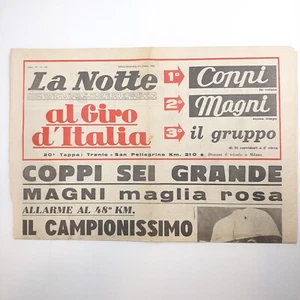 La Notte
al Giro
d'Italia
1° Coppi
2° Magni
3° il gruppo
20ª Tappa: Trento - San Pellegrino Km. 210
COPPI SEI GRANDE
MAGNI maglia rosa
ALLARME AL 48° KM.
IL CAMPIONISSIMO